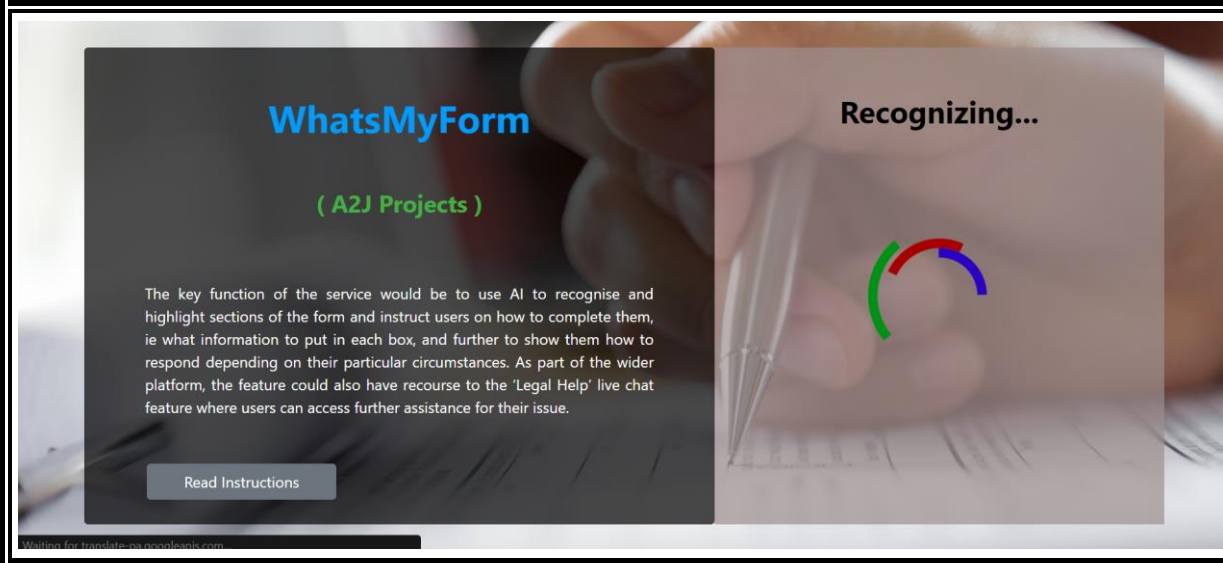 WhatsMyForm
( A2J Projects )
The key function of the service would be to use AI to recognise and
highlight sections of the form and instruct users on how to complete them,
ie what information to put in each box, and further to show them how to
respond depending on their particular circumstances. As part of the wider
platform, the feature could also have recourse to the ‘Legal Help’ live chat
feature where users can access further assistance for their issue.
Read Instructions
Recognizing...
Waiting for translate-pa.googleapis.com...